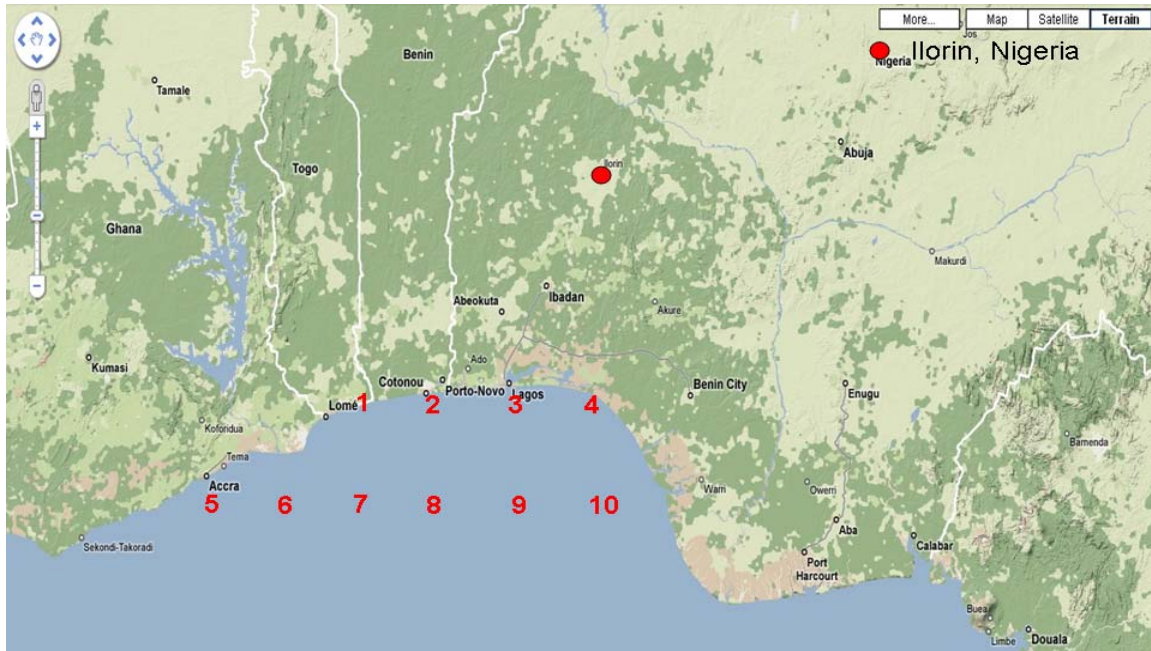 More...
Map
Satellite
Terrain
Jos
Ilorin, Nigeria
Nigeria
Benin
Tamale
Abuja
Ilorin
Togo
Ghana
Makurdi
Ibadan
Abeokuta
Akure
Kumasi
Ado
Cotonou
Porto-Novo
Lagos
Benin City
Enugu
1
2
3
4
Lomé
Koforidua
Bamenda
Tema
Accra
Warri
Owerri
5
6
7
8
9
10
Aba
Sekondi-Takoradi
Calabar
Port
Harcourt
Buea
Limbe
Douala